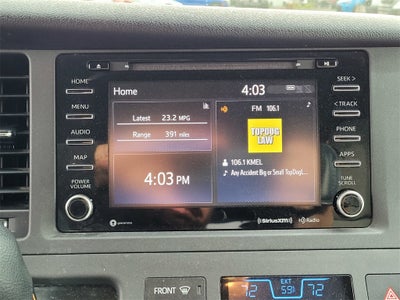 HOME
MENU
AUDIO
MAP
POWER
VOLUME
Home
4:03
Latest 23.2 MPG
Range 391 miles
4:03 PM
FM 106.1
TOPDOG
LAW
106.1 KMEL
Any Accident Big or Small TopDogL...
SEEK >
< TRACK
PHONE
APPS
TUNE
SCROLL
SiriusXM
HD Radio
FRONT
72
EXT
59°
72